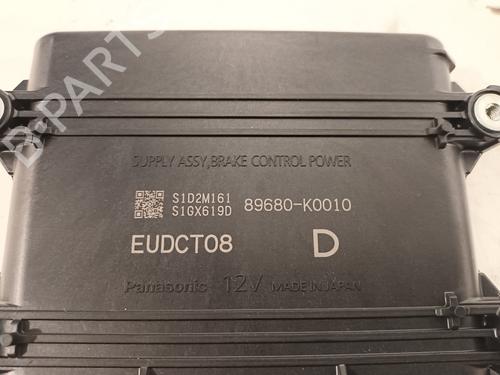 D-PARTS
SUPPLY ASSY,BRAKE CONTROL POWER
S1D2M161
S1GX619D 89680-K0010
EUDCT08 D
Panasonic 12V MADE IN JAPAN